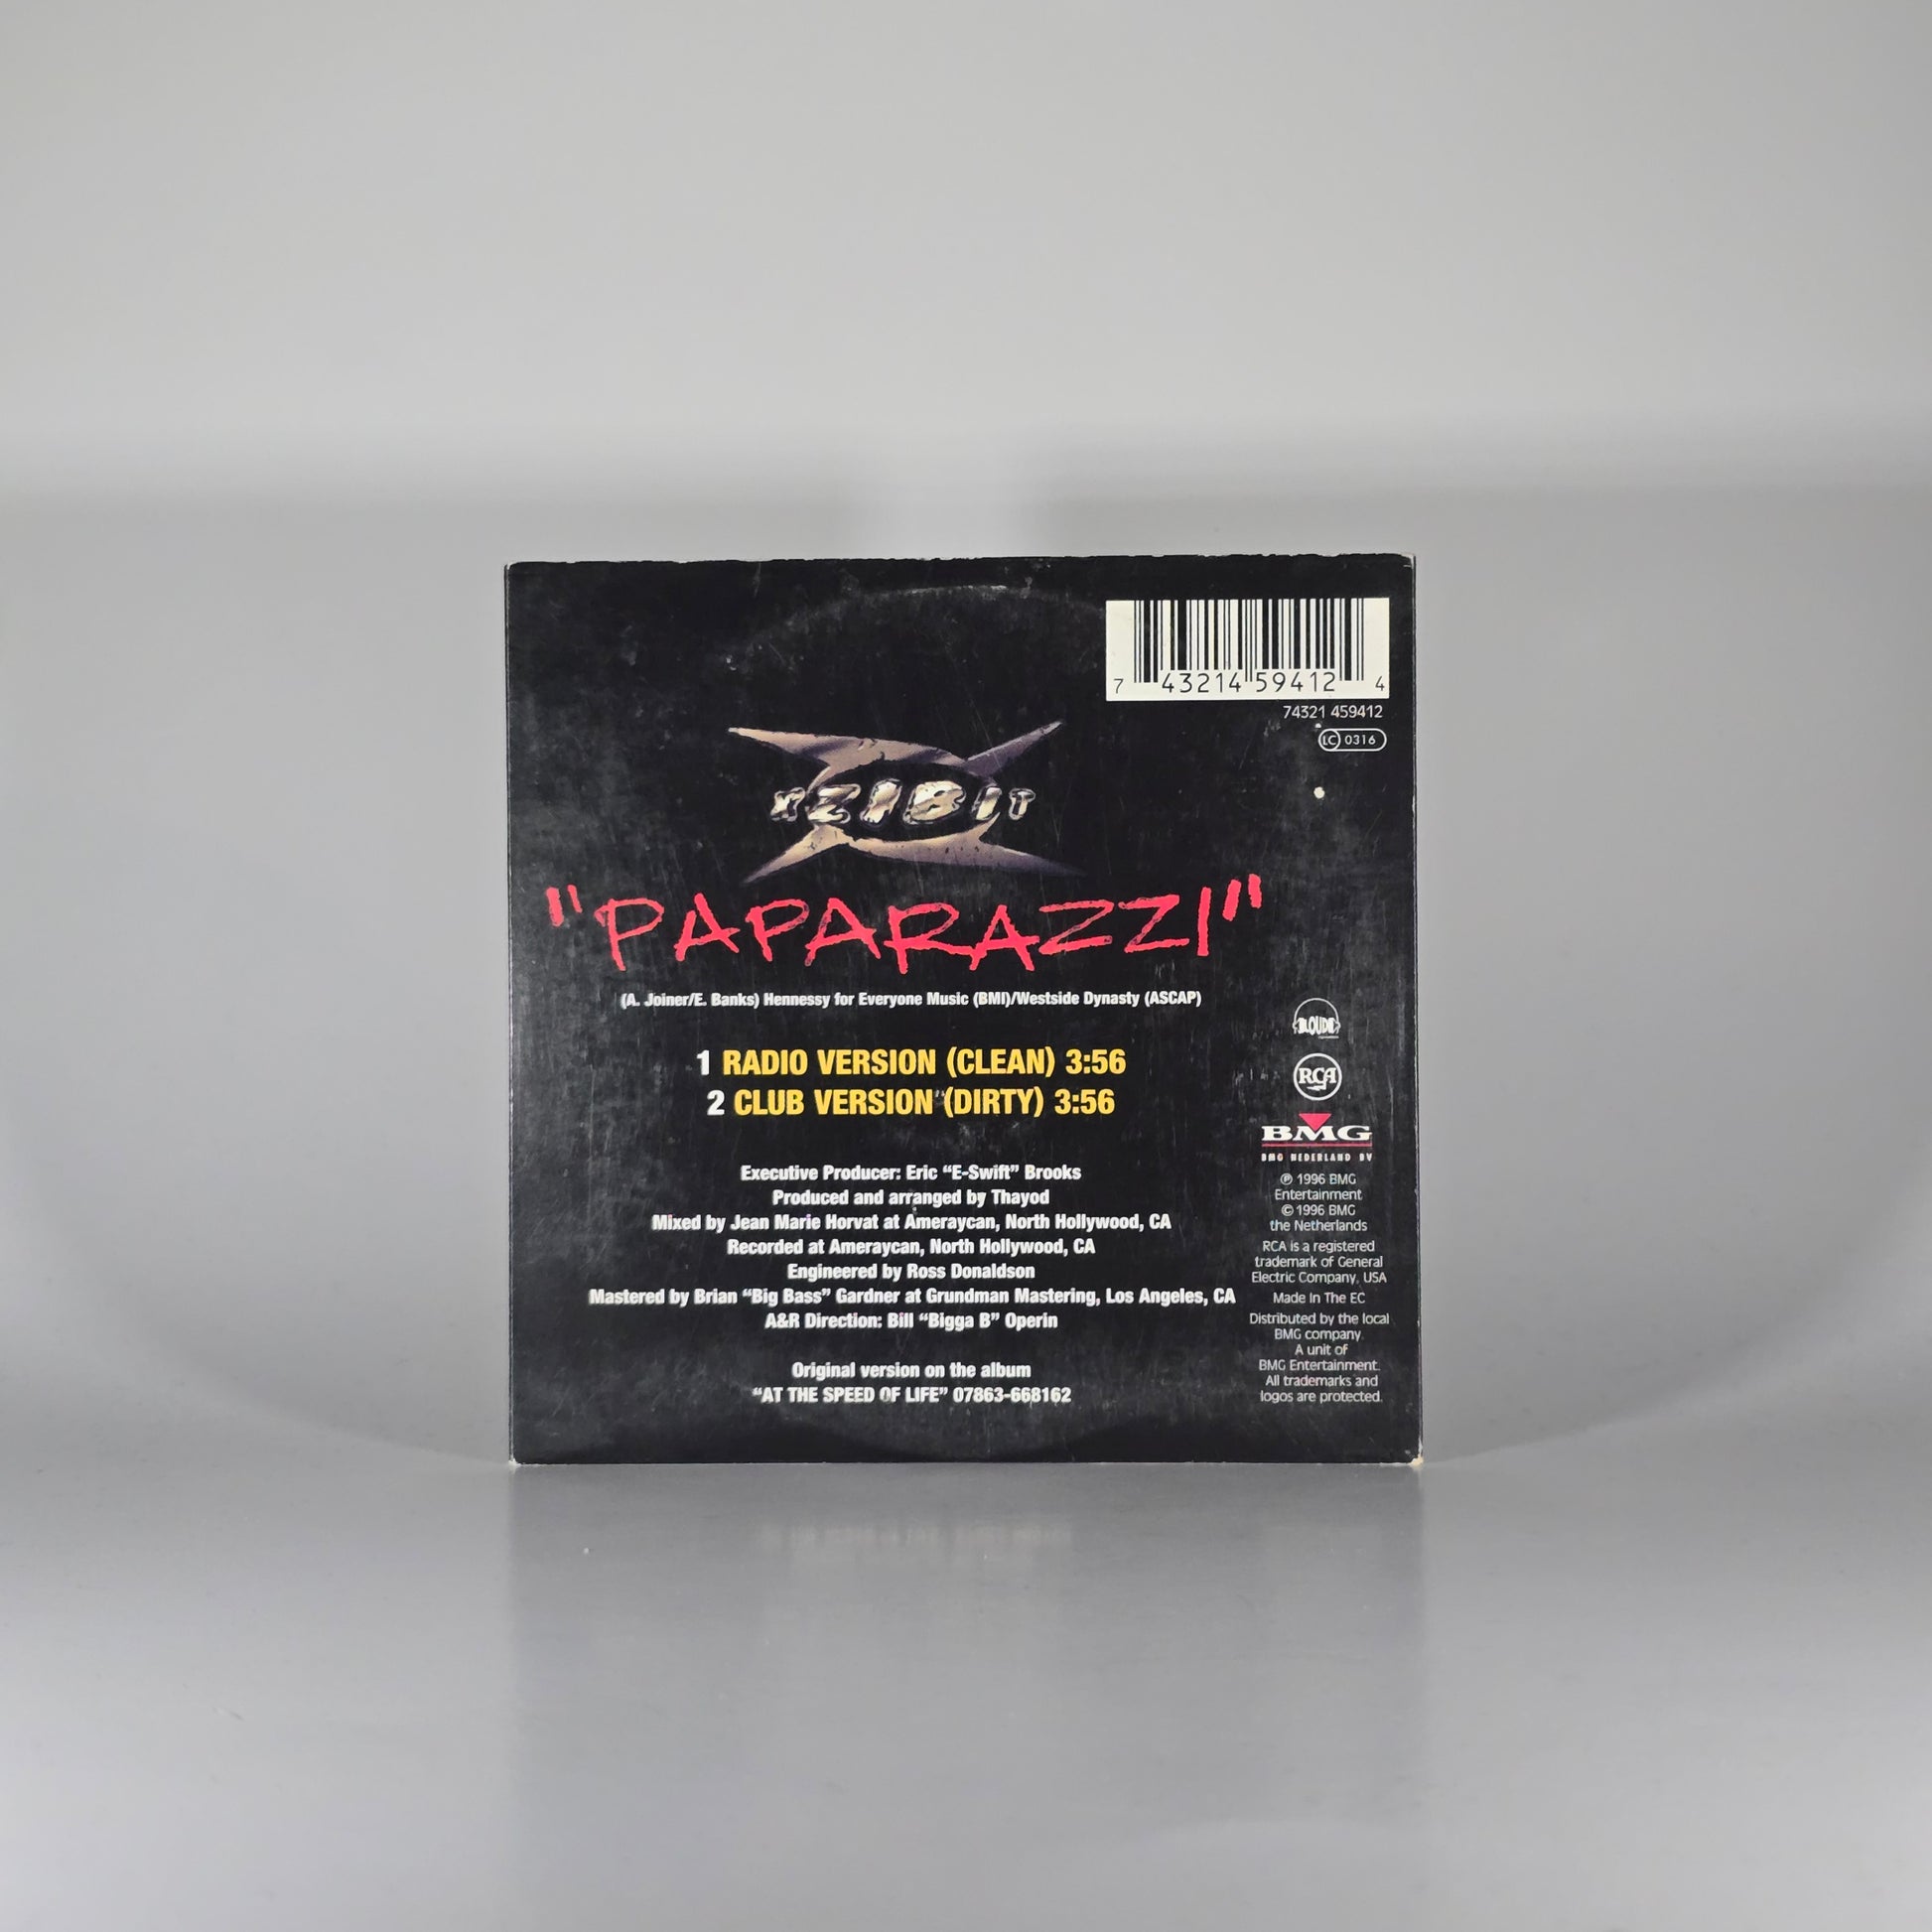 7 43214 59412 4
74321 459412
LC 0316
XZIBIT
"PAPARAZZI"
(A. Joiner/E. Banks) Hennessy for Everyone Music (BMI)/Westside Dynasty (ASCAP)
1 RADIO VERSION (CLEAN) 3:56
2 CLUB VERSION (DIRTY) 3:56
Executive Producer: Eric “E-Swift” Brooks
Produced and arranged by Thayod
Mixed by Jean Marie Horvat at Ameraycan, North Hollywood, CA
Recorded at Ameraycan, North Hollywood, CA
Engineered by Ross Donaldson
Mastered by Brian “Big Bass” Gardner at Grundman Mastering, Los Angeles, CA
A&R Direction: Bill “Bigga B” Operin
Original version on the album
“AT THE SPEED OF LIFE” 07863-668162
LOUD
RCA
BMG
BMG NEDERLAND BV
℗ 1996 BMG
Entertainment
© 1996 BMG
the Netherlands
RCA is a registered
trademark of General
Electric Company, USA
Made In The EC
Distributed by the local
BMG company.
A unit of
BMG Entertainment.
All trademarks and
logos are protected.